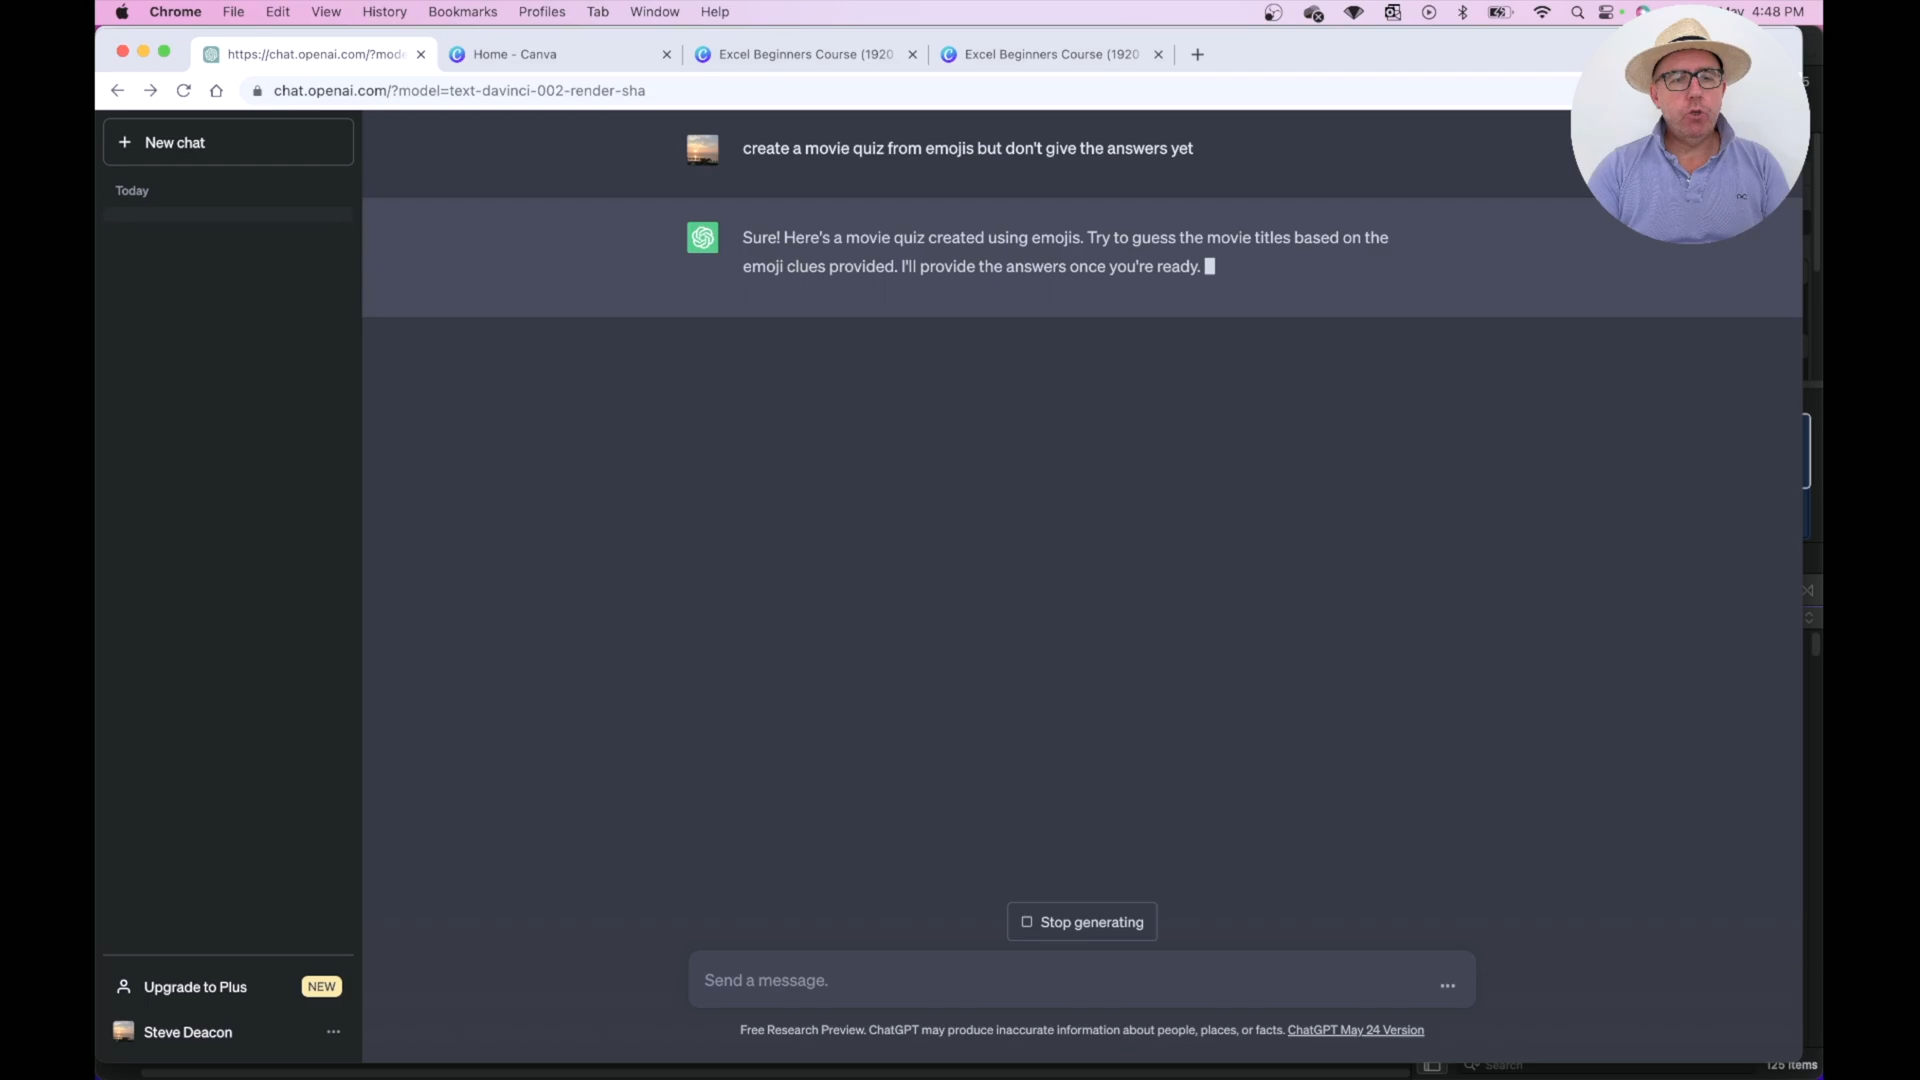 Chrome File Edit View History Bookmarks Profiles Tab Window Help
4:48 PM
https://chat.openai.com/?mode
Home - Canva
Excel Beginners Course (1920
Excel Beginners Course (1920
chat.openai.com/?model=text-davinci-002-render-sha
New chat
Today
create a movie quiz from emojis but don't give the answers yet
Sure! Here's a movie quiz created using emojis. Try to guess the movie titles based on the
emoji clues provided. I'll provide the answers once you're ready.
Stop generating
Send a message.
Upgrade to Plus NEW
Steve Deacon
Free Research Preview. ChatGPT may produce inaccurate information about people, places, or facts. ChatGPT May 24 Version
Search
125 items